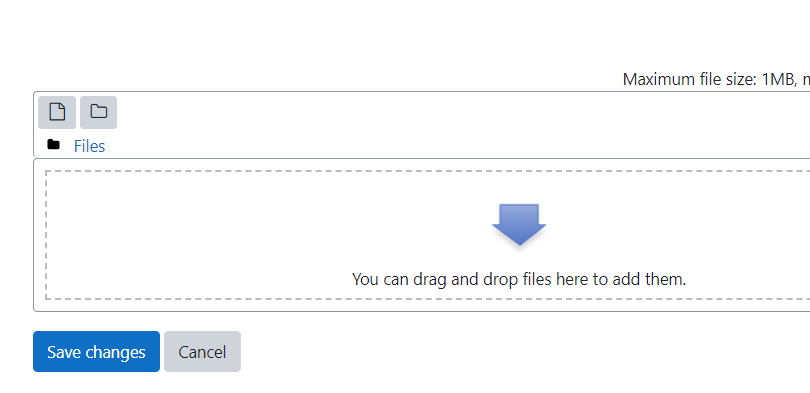 Maximum file size: 1MB,
Files
You can drag and drop files here to add them.
Save changes
Cancel